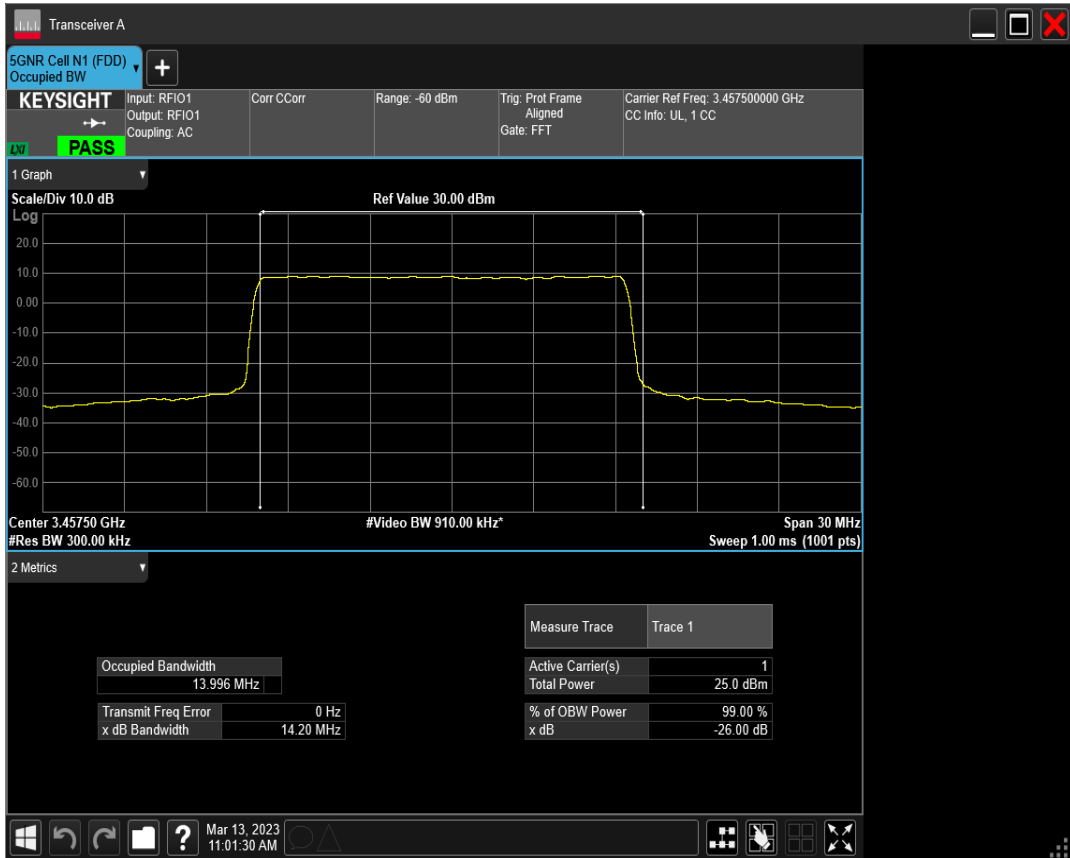 Transceiver A
5GNR Cell N1 (FDD)
Occupied BW
KEYSIGHT
LXI
PASS
Input: RFIO1
Output: RFIO1
Coupling: AC
Corr CCorr
Range: -60 dBm
Trig: Prot Frame
Aligned
Gate: FFT
Carrier Ref Freq: 3.457500000 GHz
CC Info: UL, 1 CC
1 Graph
Scale/Div 10.0 dB
Ref Value 30.00 dBm
Log
20.0
10.0
0.00
-10.0
-20.0
-30.0
-40.0
-50.0
-60.0
Center 3.45750 GHz
#Video BW 910.00 kHz*
Span 30 MHz
#Res BW 300.00 kHz
Sweep 1.00 ms (1001 pts)
2 Metrics
Measure Trace Trace 1
Occupied Bandwidth
13.996 MHz
Transmit Freq Error 0 Hz
x dB Bandwidth 14.20 MHz
Active Carrier(s) 1
Total Power 25.0 dBm
% of OBW Power 99.00 %
x dB -26.00 dB
?
Mar 13, 2023
11:01:30 AM